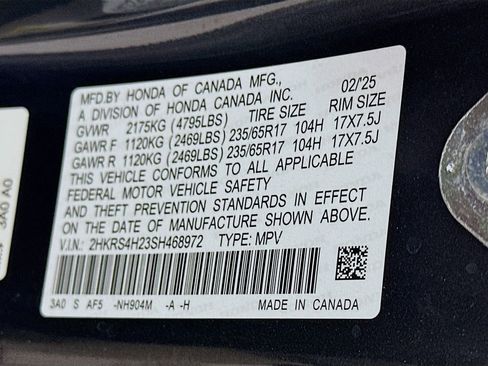 MFD.BY HONDA OF CANADA MFG., 02/'25
A DIVISION OF HONDA CANADA INC.
GVWR 2175KG (4795LBS) TIRE SIZE RIM SIZE
GAWR F 1120KG (2469LBS) 235/65R17 104H 17X7.5J
GAWR R 1120KG (2469LBS) 235/65R17 104H 17X7.5J
THIS VEHICLE CONFORMS TO ALL APPLICABLE
FEDERAL MOTOR VEHICLE SAFETY
AND THEFT PREVENTION STANDARDS IN EFFECT
ON THE DATE OF MANUFACTURE SHOWN ABOVE.
V.I.N.: 2HKRS4H23SH468972 TYPE: MPV
3A0 S AF5 -NH904M -A -H MADE IN CANADA